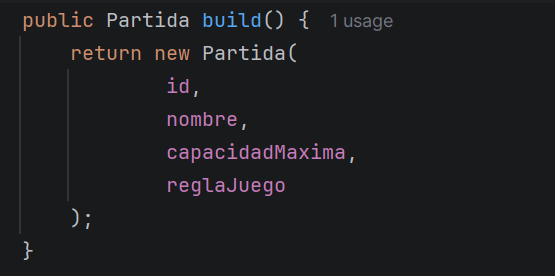 public Partida build() { 1 usage
return new Partida(
id,
nombre,
capacidadMaxima,
reglaJuego
);
}